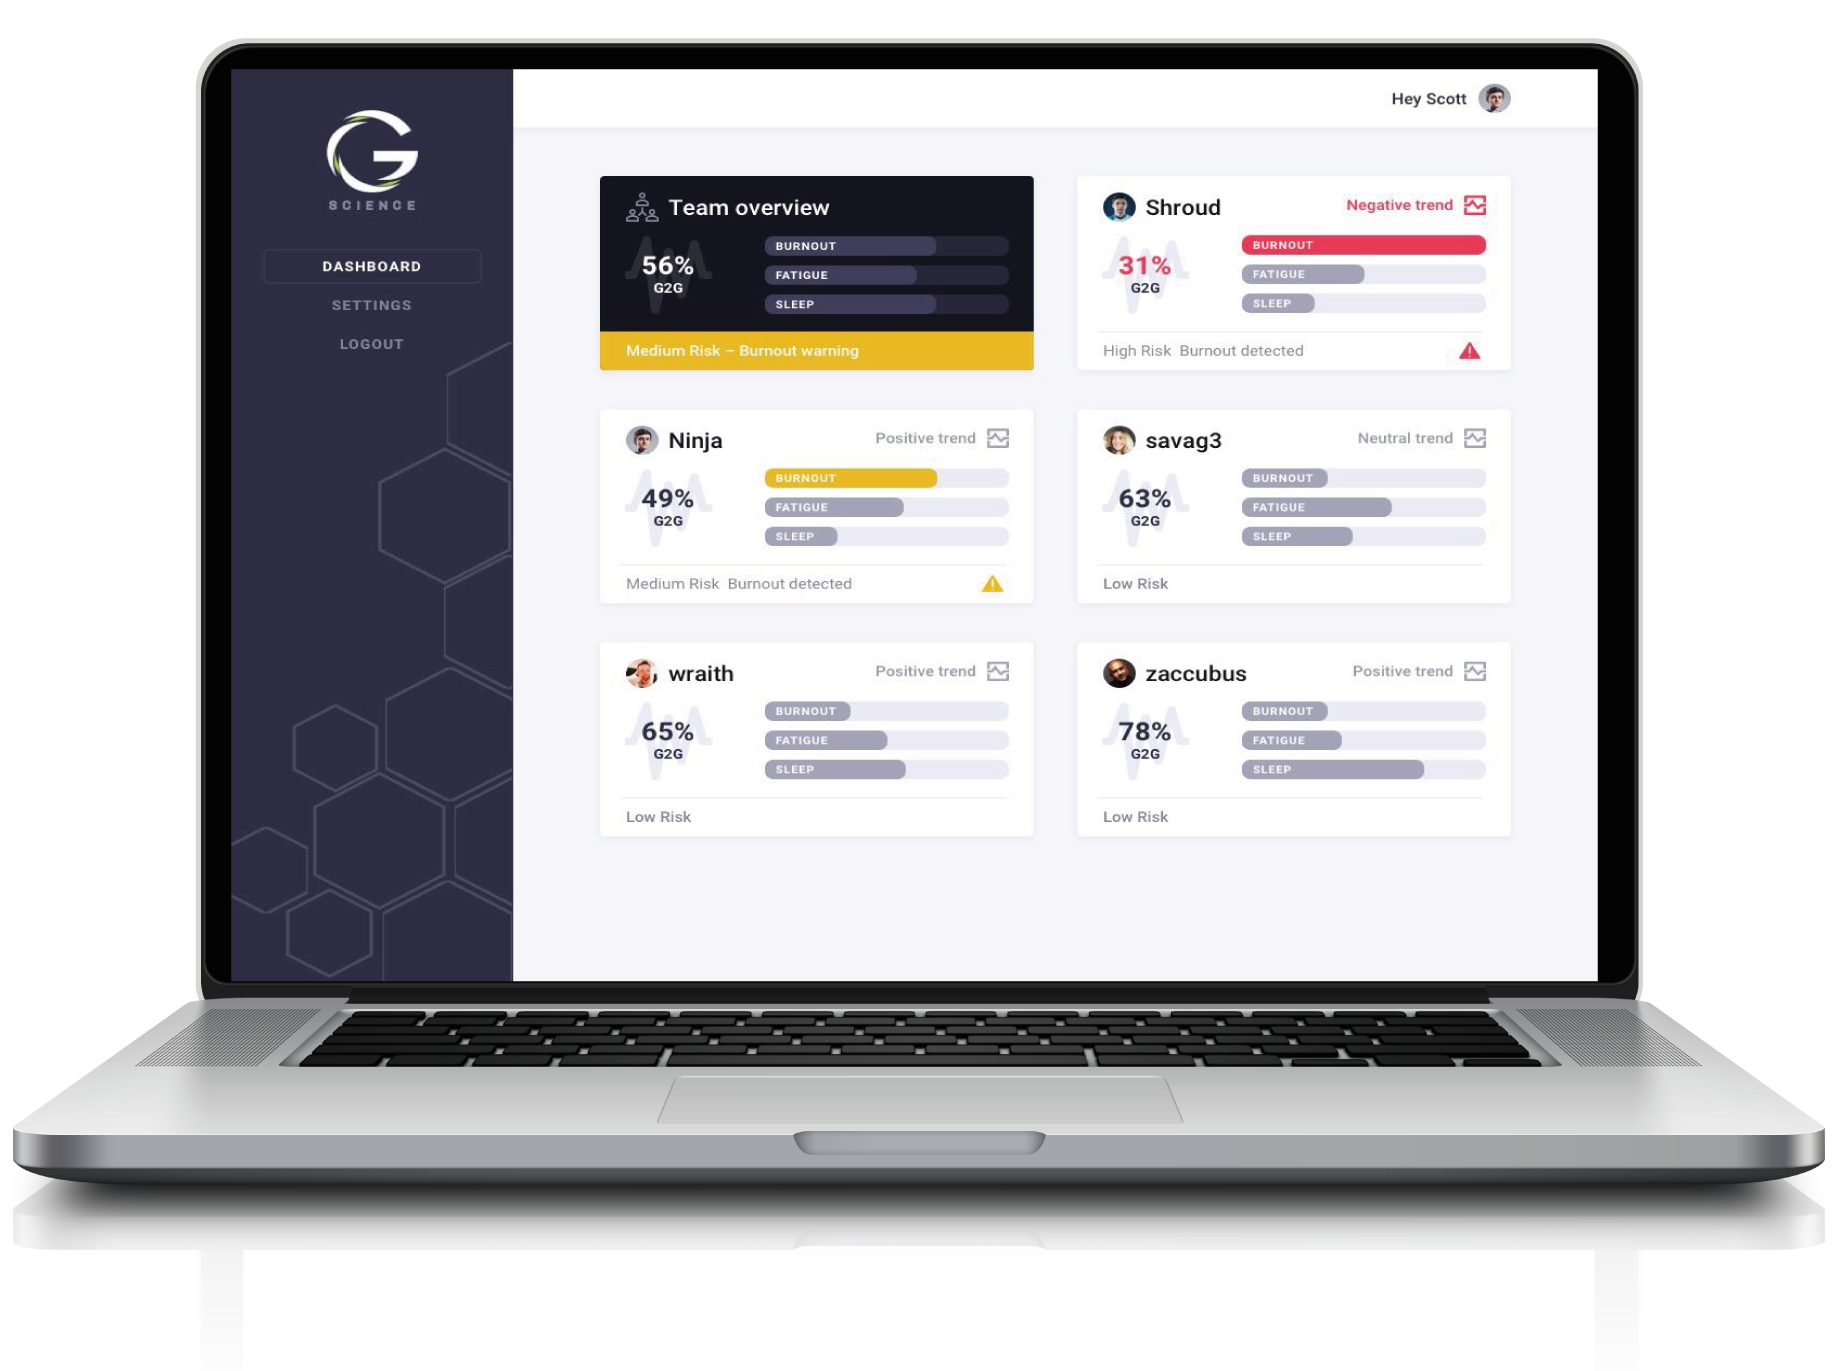 SCIENCE
DASHBOARD
SETTINGS
LOGOUT
Hey Scott
Team overview
56%
G2G
BURNOUT
FATIGUE
SLEEP
Medium Risk – Burnout warning
Shroud
Negative trend
31%
G2G
BURNOUT
FATIGUE
SLEEP
High Risk Burnout detected
Ninja
Positive trend
49%
G2G
BURNOUT
FATIGUE
SLEEP
Medium Risk Burnout detected
savag3
Neutral trend
63%
G2G
BURNOUT
FATIGUE
SLEEP
Low Risk
wraith
Positive trend
65%
G2G
BURNOUT
FATIGUE
SLEEP
Low Risk
zaccubus
Positive trend
78%
G2G
BURNOUT
FATIGUE
SLEEP
Low Risk